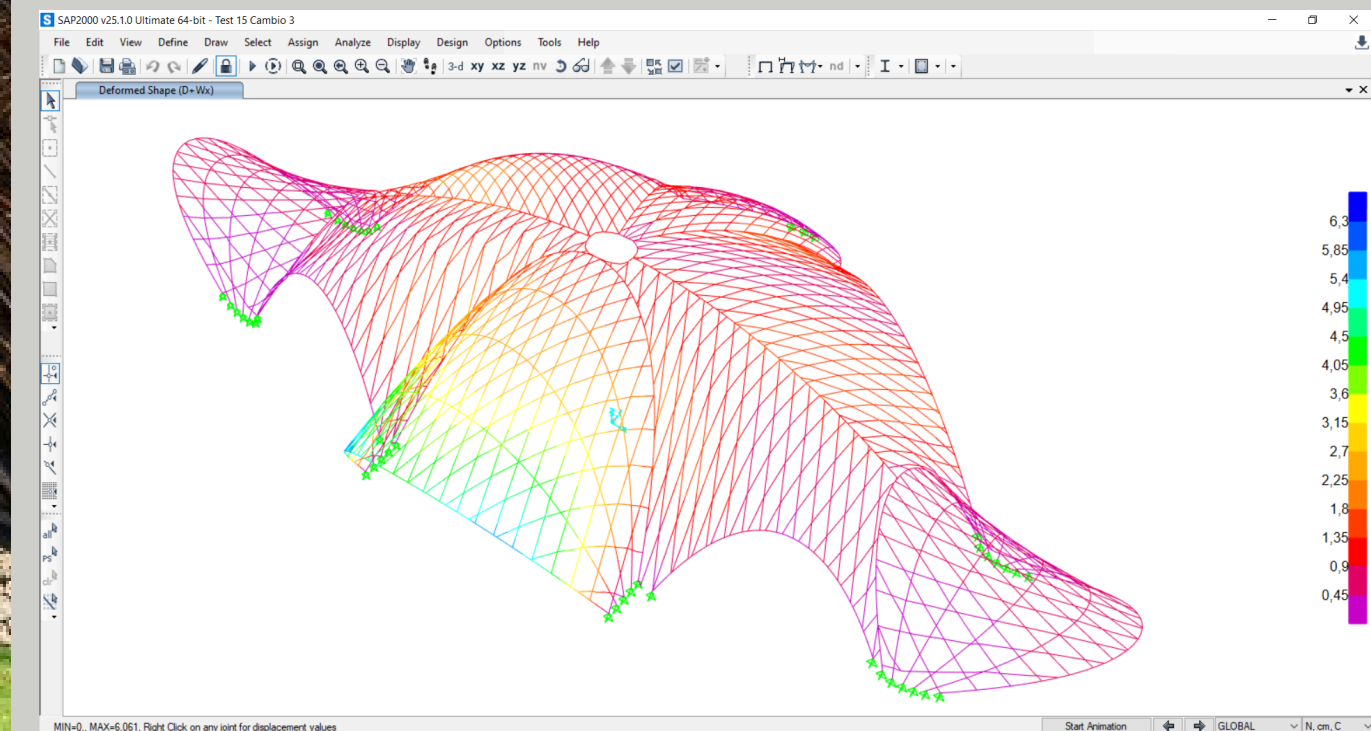 S SAP2000 v25.1.0 Ultimate 64-bit - Test 15 Cambio 3
File Edit View Define Draw Select Assign Analyze Display Design Options Tools Help
3-d xy xz yz nv nd
Deformed Shape (D+Wx)
6,3
5,85
5,4
4,95
4,5
4,05
3,6
3,15
2,7
2,25
1,8
1,35
0,9
0,45
all
PS
clr
MIN=0., MAX=6.061, Right Click on any joint for displacement values Start Animation GLOBAL N, cm, C